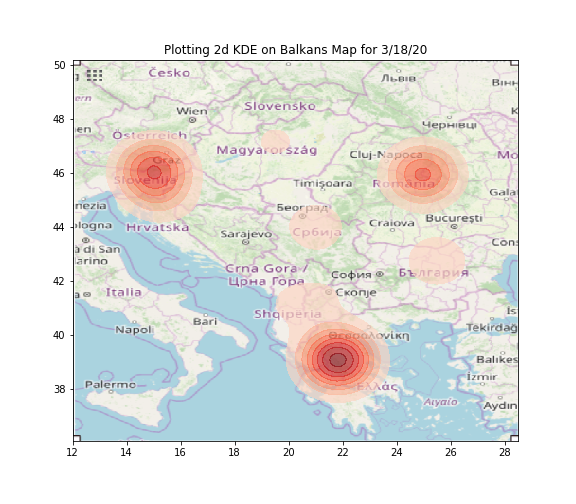 Plotting 2d KDE on Balkans Map for 3/18/20
50
Česko
Львів
Wien
Slovensko
48
Чернівці
Österreich
Magyarország
Cluj-Napoca
Graz
46
Slovenija
Timișoara
România
Београд
44
Hrvatska
Србија
Craiova
București
Sarajevo
Crna Gora /
Црна Гора
София
България
42
Italia
Скопје
Shqipëria
Bari
40
Napoli
Θεσσαλονίκη
Tekirdağ
Balıkes
38
Palermo
Ελλάς
İzmir
Αιγαίο
Aydın
12 14 16 18 20 22 24 26 28